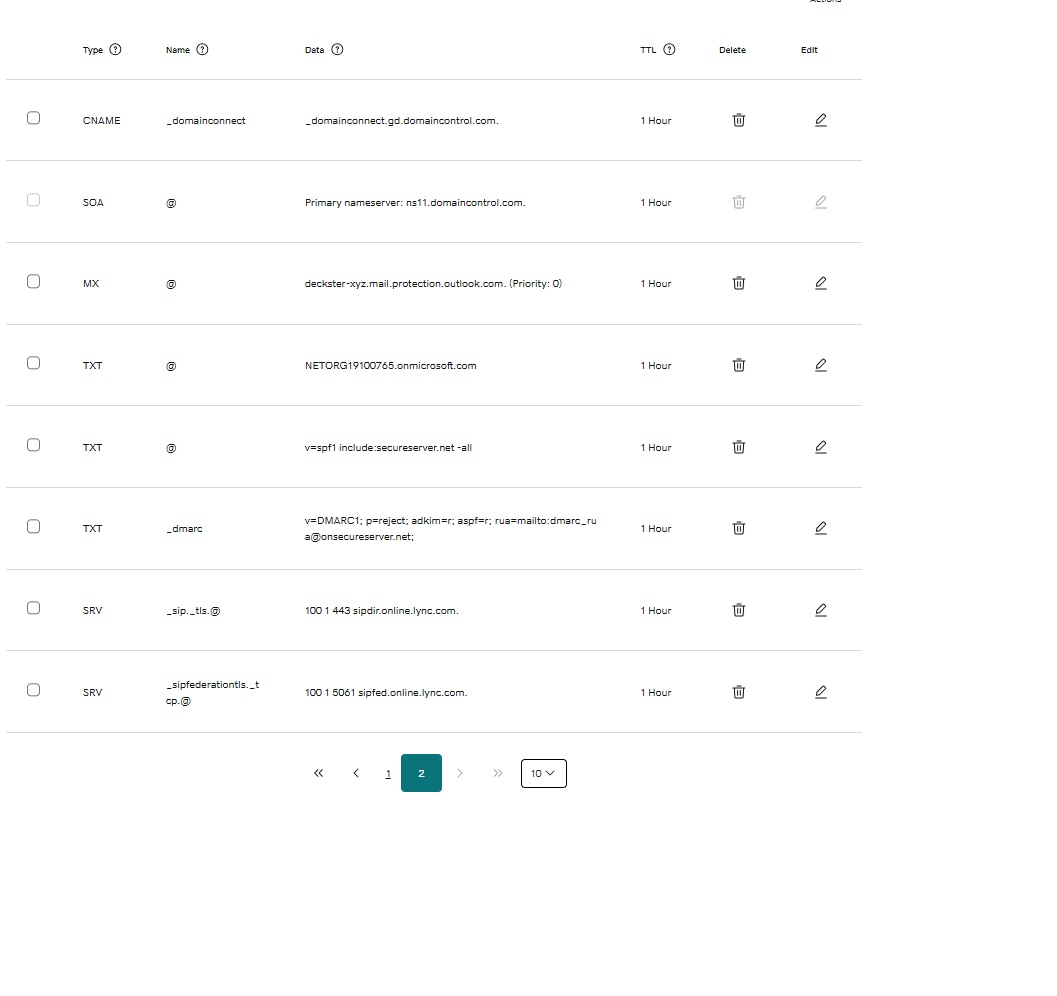 Actions
Type Name Data TTL Delete Edit
CNAME _domainconnect _domainconnect.gd.domaincontrol.com. 1 Hour
SOA @ Primary nameserver: ns11.domaincontrol.com. 1 Hour
MX @ deckster-xyz.mail.protection.outlook.com. (Priority: 0) 1 Hour
TXT @ NETORG19100765.onmicrosoft.com 1 Hour
TXT @ v=spf1 include:secureserver.net -all 1 Hour
TXT _dmarc v=DMARC1; p=reject; adkim=r; aspf=r; rua=mailto:dmarc_ru 1 Hour
a@onsecureserver.net;
SRV _sip._tls.@ 100 1 443 sipdir.online.lync.com. 1 Hour
SRV _sipfederationtls._t 100 1 5061 sipfed.online.lync.com. 1 Hour
cp.@
1 2 10